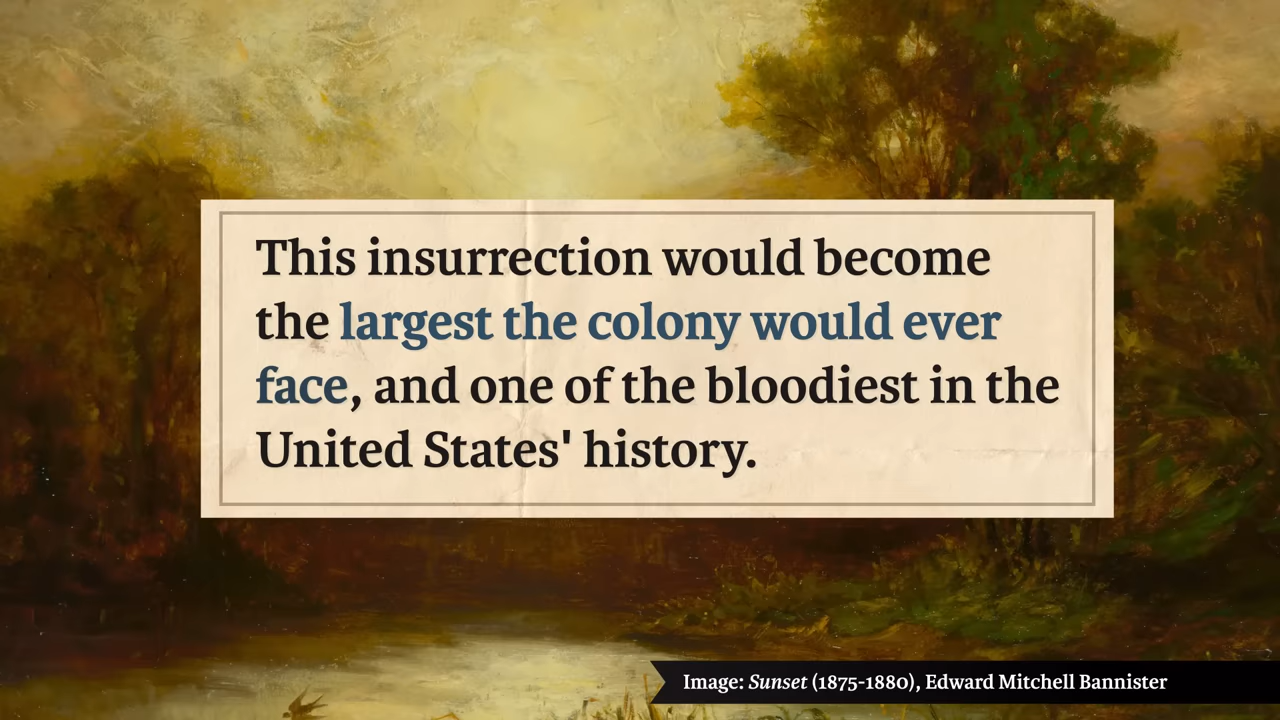 This insurrection would become
the largest the colony would ever
face, and one of the bloodiest in the
United States' history.
Image: Sunset (1875-1880), Edward Mitchell Bannister